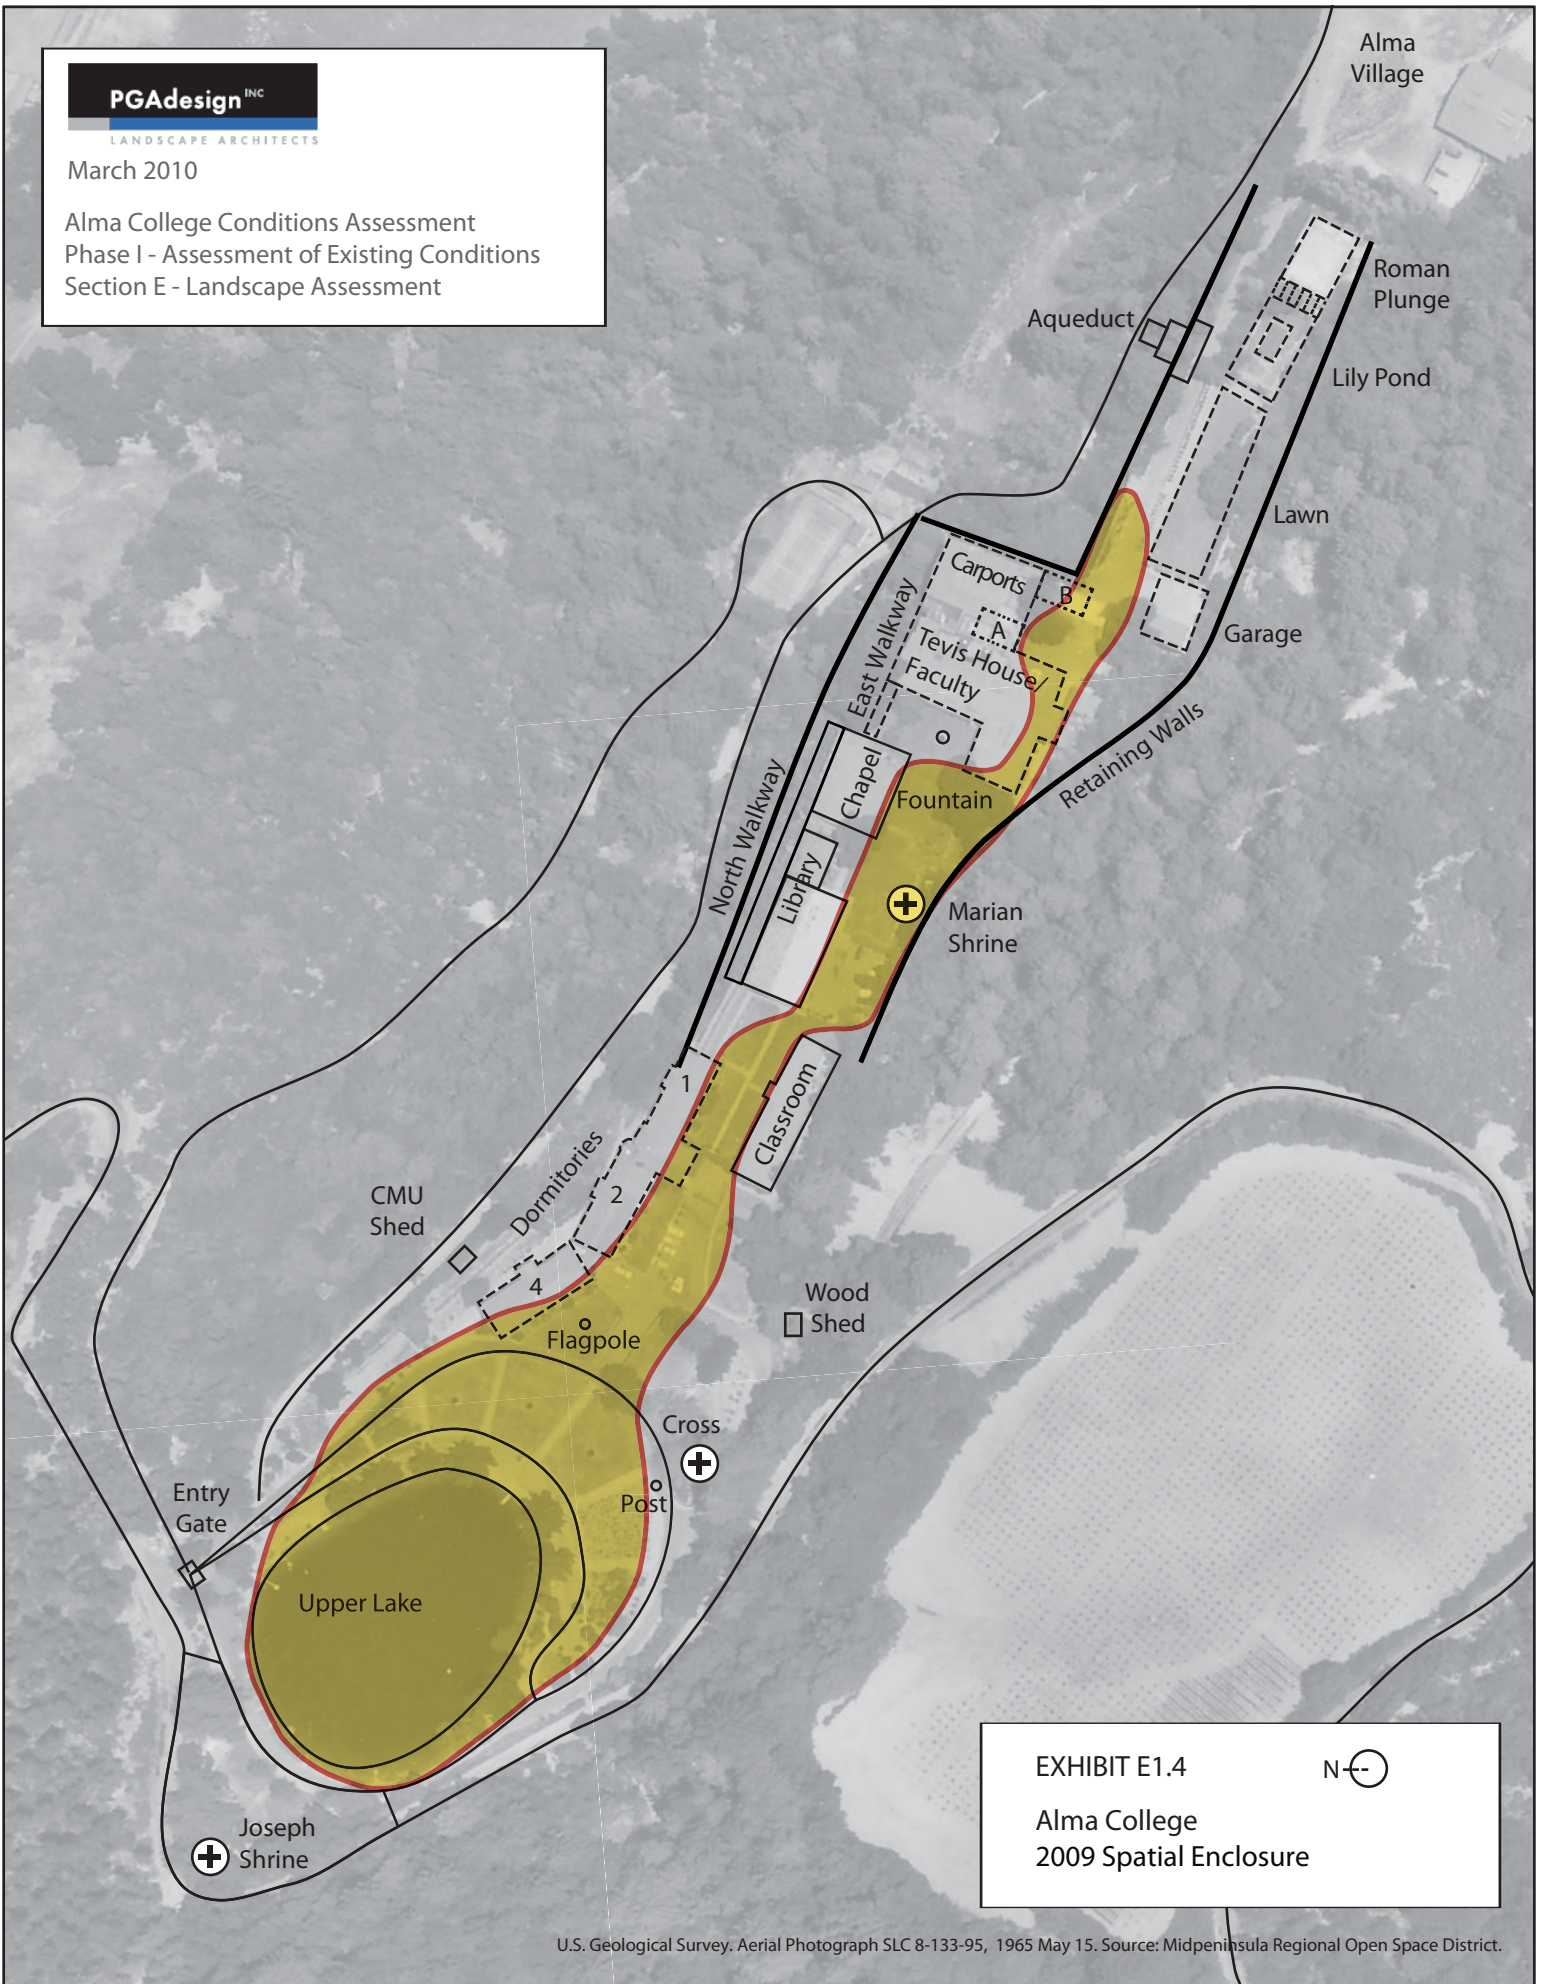 PGAdesign INC
LANDSCAPE ARCHITECTS
March 2010
Alma College Conditions Assessment
Phase I - Assessment of Existing Conditions
Section E - Landscape Assessment
Alma
Village
Roman
Plunge
Aqueduct
Lily Pond
Lawn
Carports
B
A
Garage
East Walkway
Tevis House/
Faculty
Retaining Walls
North Walkway
Chapel
Fountain
Library
Marian
Shrine
1
Classroom
Dormitories
2
CMU
Shed
4
Wood
Shed
Flagpole
Cross
Post
Entry
Gate
Upper Lake
Joseph
Shrine
EXHIBIT E1.4
N
Alma College
2009 Spatial Enclosure
U.S. Geological Survey. Aerial Photograph SLC 8-133-95, 1965 May 15. Source: Midpeninsula Regional Open Space District.